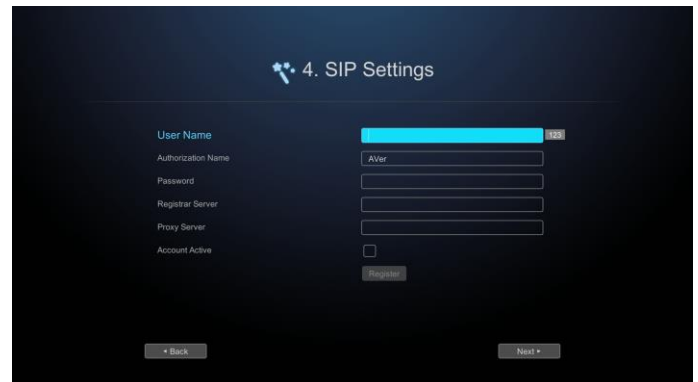 4. SIP Settings
User Name
123
Authorization Name AVer
Password
Registrar Server
Proxy Server
Account Active
Register
Back Next